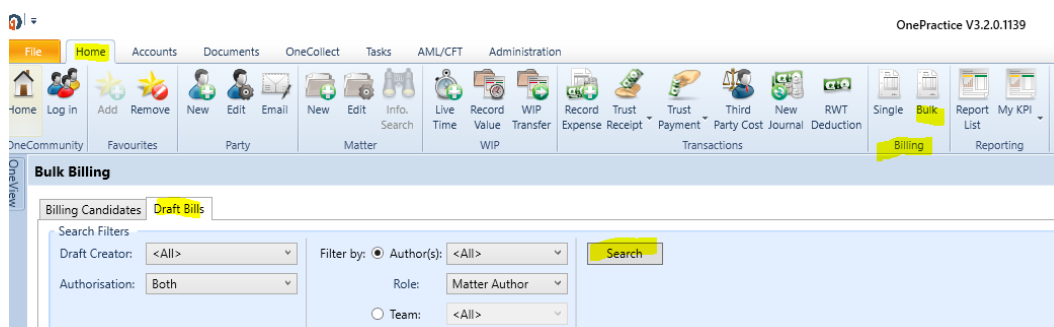 OnePractice V3.2.0.1139
File Home Accounts Documents OneCollect Tasks AML/CFT Administration
Home Log in Add Remove New Edit Email New Edit Info. Live Record WIP Record Trust Trust Third New RWT Single Bulk Report My KPI
Search Time Value Transfer Expense Receipt Payment Party Cost Journal Deduction List
OneCommunity Favourites Party Matter WIP Transactions Billing Reporting
OneView
Bulk Billing
Billing Candidates Draft Bills
Search Filters
Draft Creator: <All> Filter by: Author(s): <All> Search
Authorisation: Both Role: Matter Author
Team: <All>